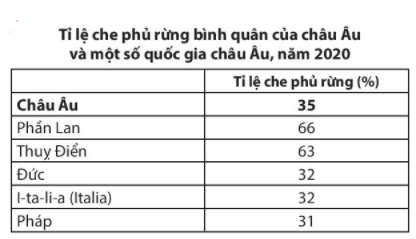 Tỉ lệ che phủ rừng bình quân của châu Âu
và một số quốc gia châu Âu, năm 2020
Tỉ lệ che phủ rừng (%)
Châu Âu 35
Phần Lan 66
Thuỵ Điển 63
Đức 32
I-ta-li-a (Italia) 32
Pháp 31